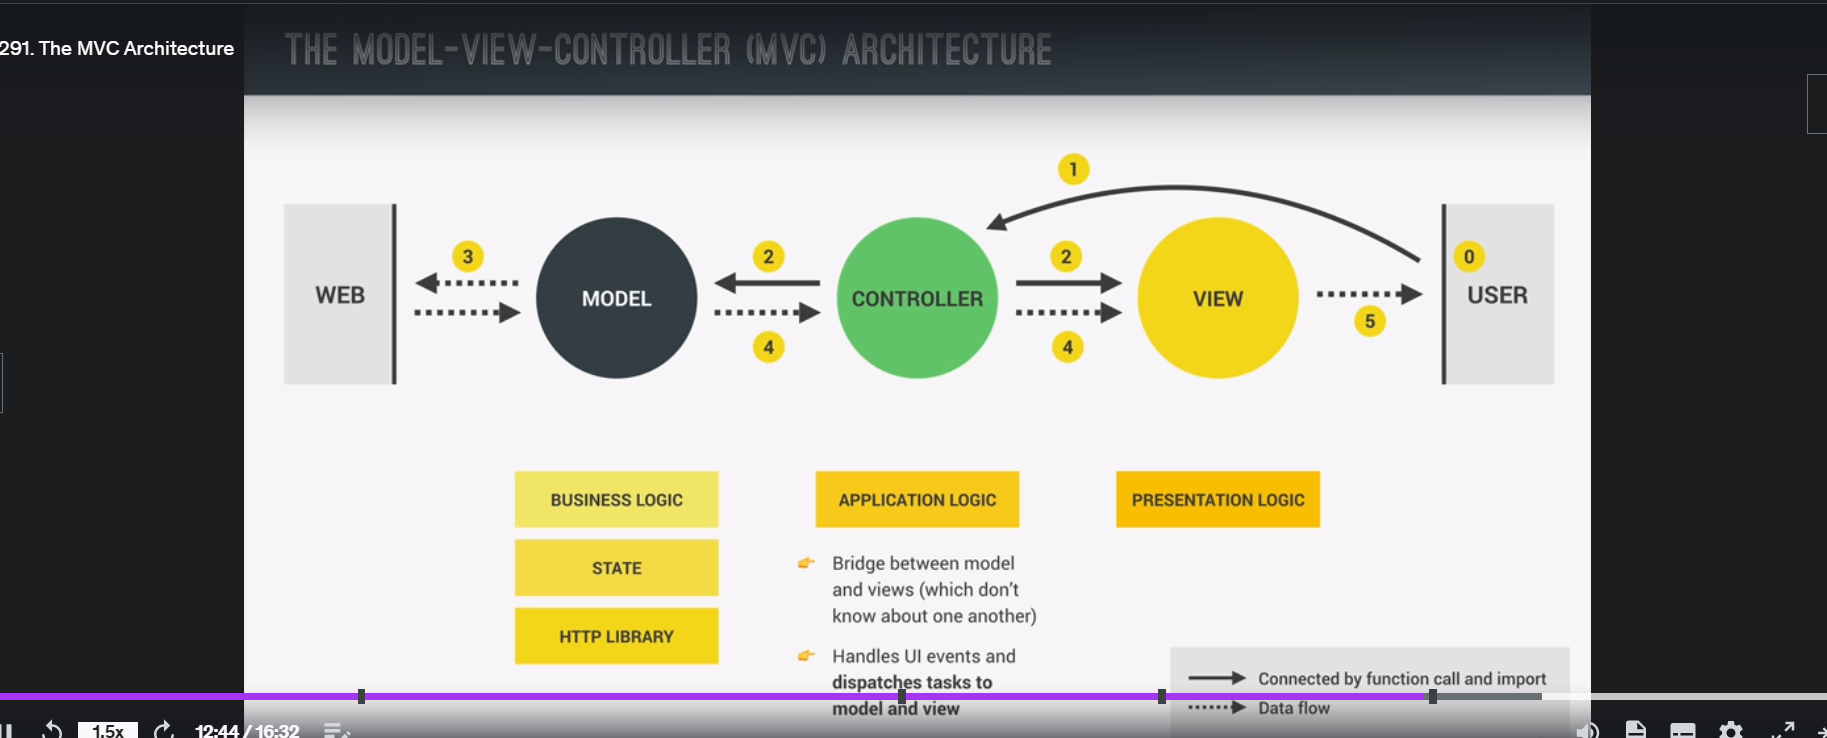 291. The MVC Architecture
THE MODEL-VIEW-CONTROLLER (MVC) ARCHITECTURE
1
3
2
2
0
WEB
MODEL
CONTROLLER
VIEW
USER
4
4
5
BUSINESS LOGIC
APPLICATION LOGIC
PRESENTATION LOGIC
STATE
HTTP LIBRARY
Bridge between model
and views (which don't
know about one another)
Handles UI events and
dispatches tasks to
model and view
Connected by function call and import
Data flow
1.5x
12:44 / 16:32